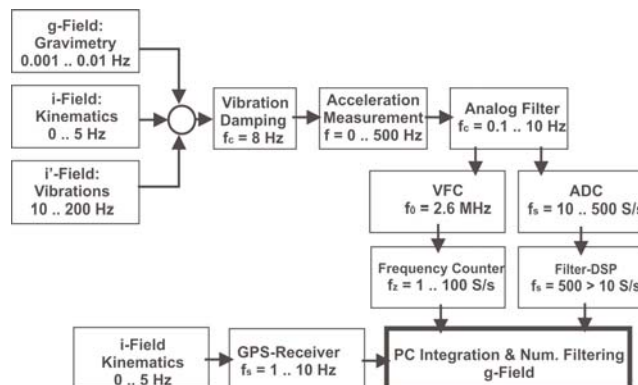 g-Field:
Gravimetry
0.001 .. 0.01 Hz
i-Field:
Kinematics
0 .. 5 Hz
i'-Field:
Vibrations
10 .. 200 Hz
Vibration
Damping
fc = 8 Hz
Acceleration
Measurement
f = 0 .. 500 Hz
Analog Filter
fc = 0.1 .. 10 Hz
VFC
f0 = 2.6 MHz
ADC
fs = 10 .. 500 S/s
Frequency Counter
fz = 1 .. 100 S/s
Filter-DSP
fs = 500 > 10 S/s
i-Field
Kinematics
0 .. 5 Hz
GPS-Receiver
fs = 1 .. 10 Hz
PC Integration & Num. Filtering
g-Field